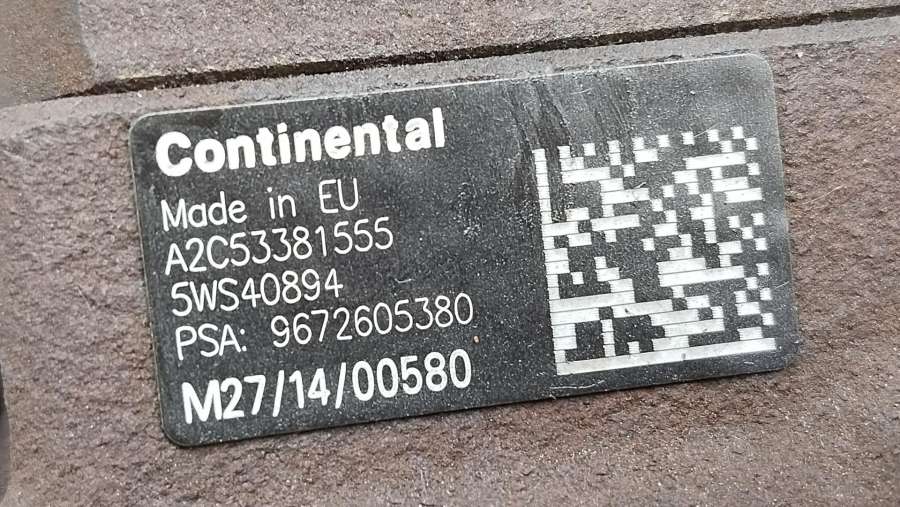 Continental
Made in EU
A2C53381555
5WS40894
PSA: 9672605380
M27/14/00580